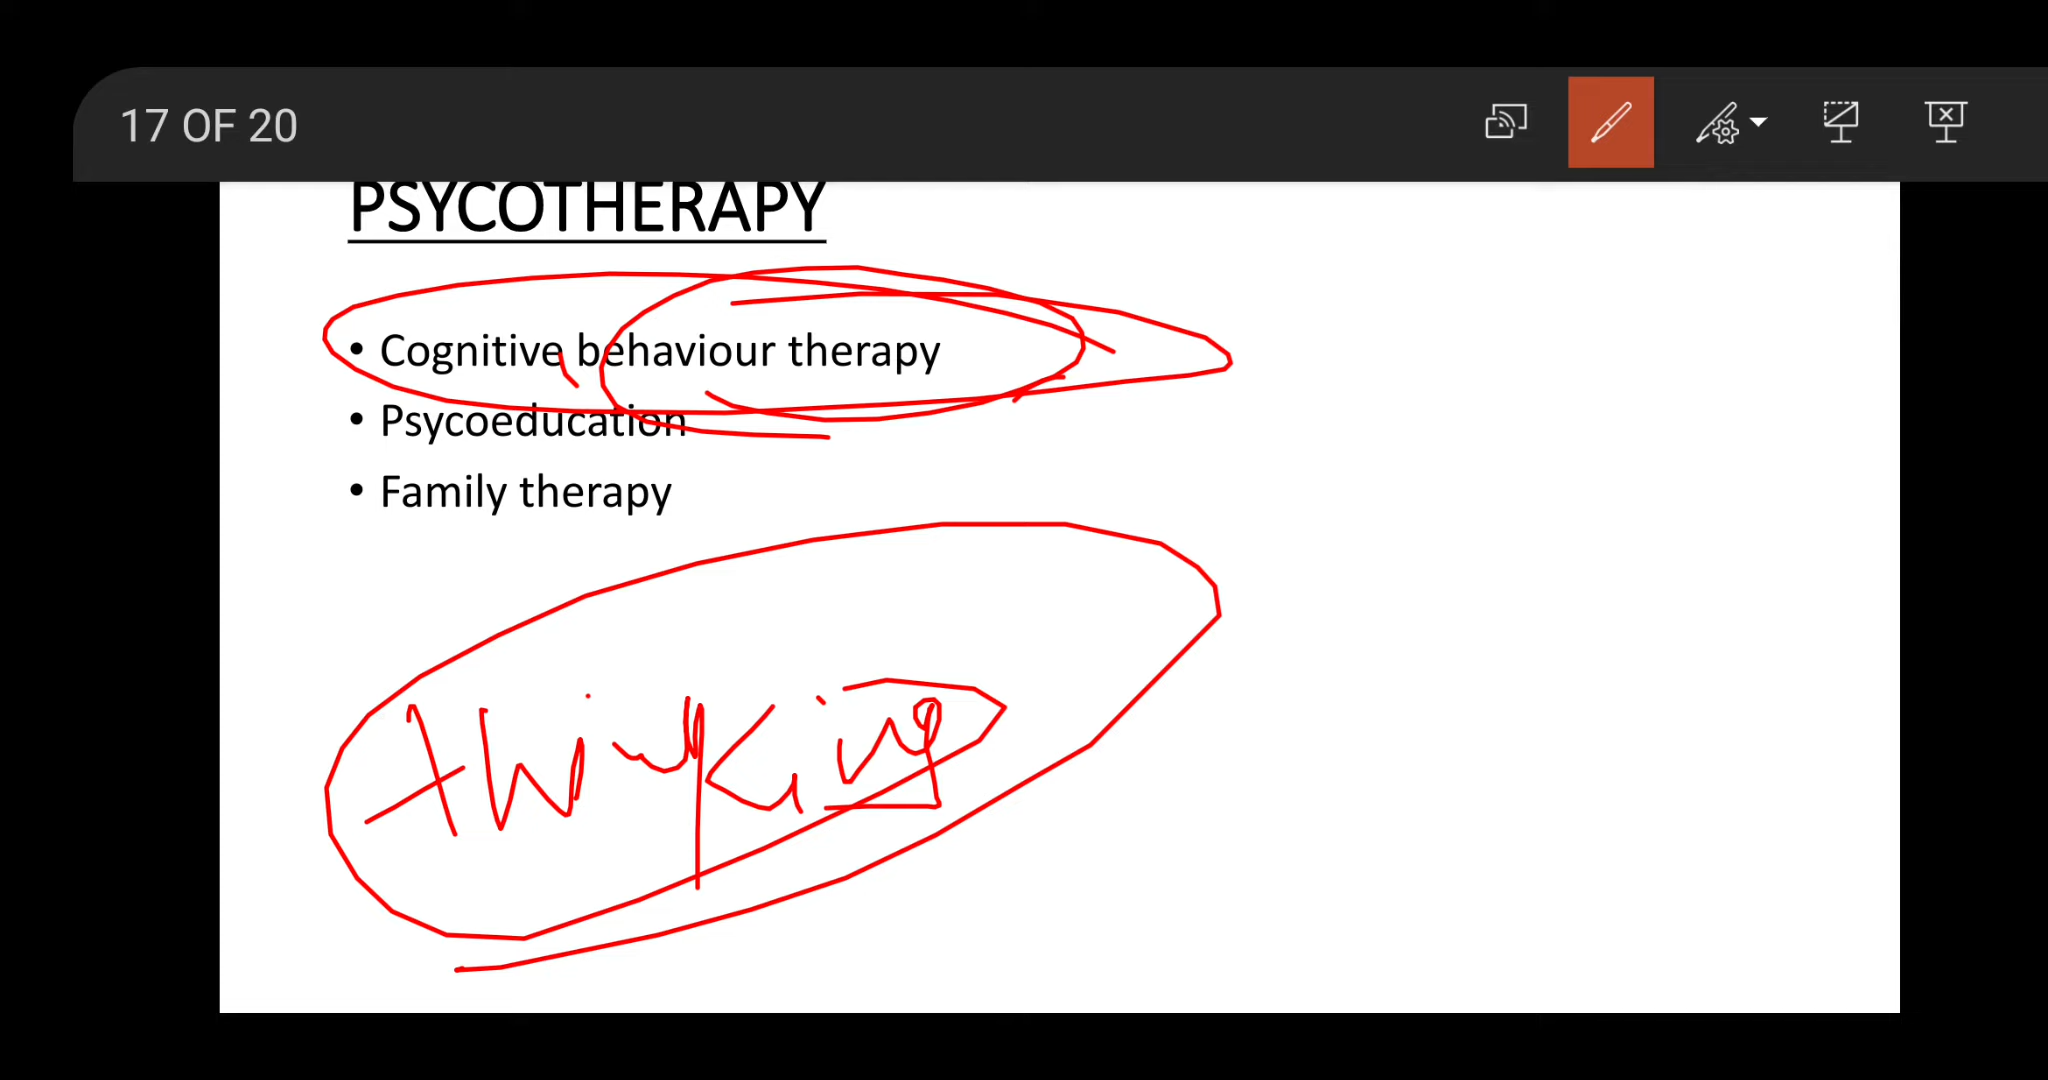 17 OF 20
PSYCOTHERAPY
• Cognitive behaviour therapy
• Psycoeducation
• Family therapy
thinking